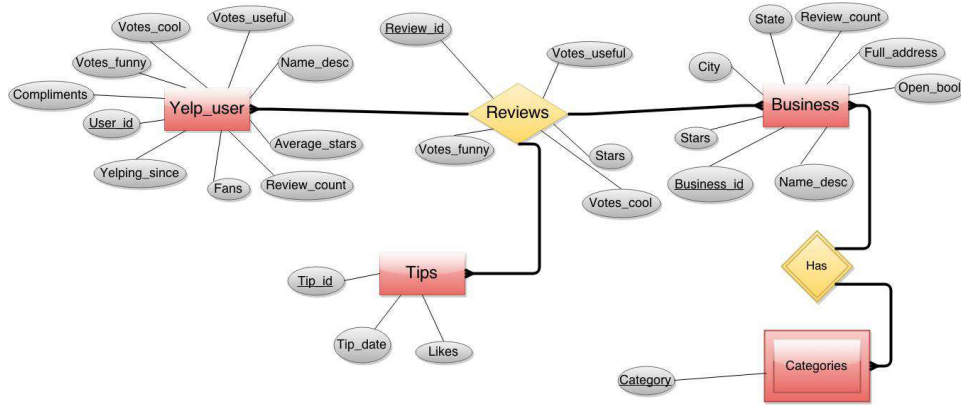 Votes_cool
Votes_useful
Votes_funny
Name_desc
Compliments
Yelp_user
User_id
Average_stars
Yelping_since
Fans
Review_count
Review_id
Votes_useful
Reviews
Votes_funny
Stars
Votes_cool
State
Review_count
City
Full_address
Open_bool
Business
Stars
Business_id
Name_desc
Tip_id
Tips
Tip_date
Likes
Has
Categories
Category